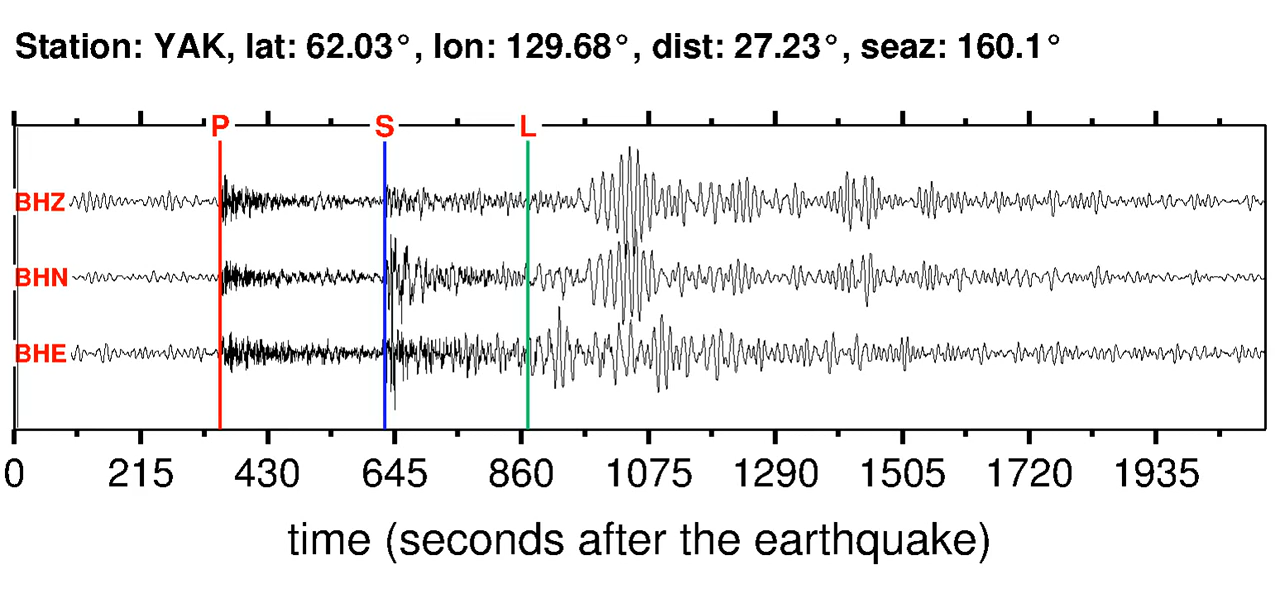 Station: YAK, lat: 62.03°, lon: 129.68°, dist: 27.23°, seaz: 160.1°
P S L
BHZ
BHN
BHE
0 215 430 645 860 1075 1290 1505 1720 1935
time (seconds after the earthquake)